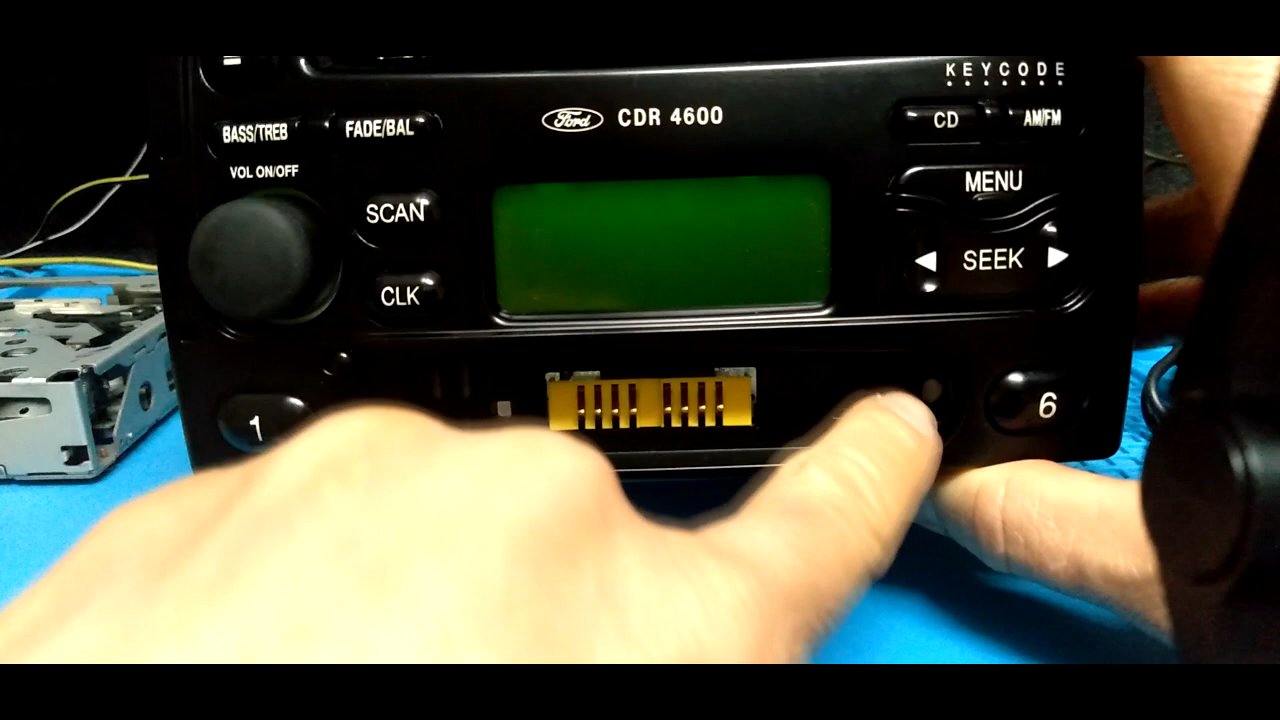 KEYCODE
BASS/TREB FADE/BAL Ford CDR 4600 CD AM/FM
VOL ON/OFF MENU
SCAN
◀ SEEK ▶
CLK
1 6